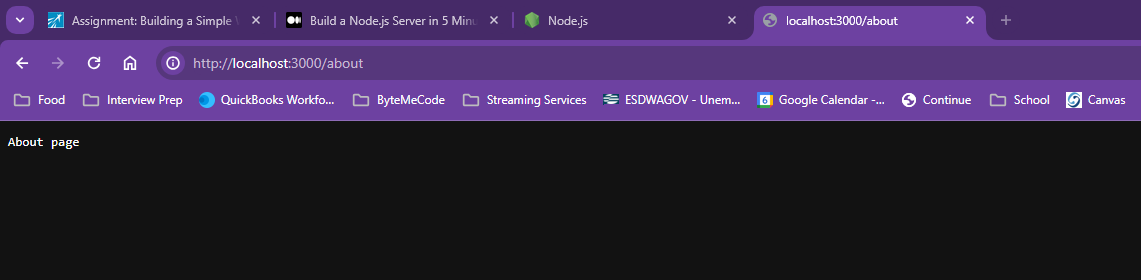 Assignment: Building a Simple
Build a Node.js Server in 5 Minu
Node.js
localhost:3000/about
http://localhost:3000/about
Food
Interview Prep
QuickBooks Workfo...
ByteMeCode
Streaming Services
ESDWAGOV - Unem...
6
Google Calendar -...
Continue
School
Canvas
About page